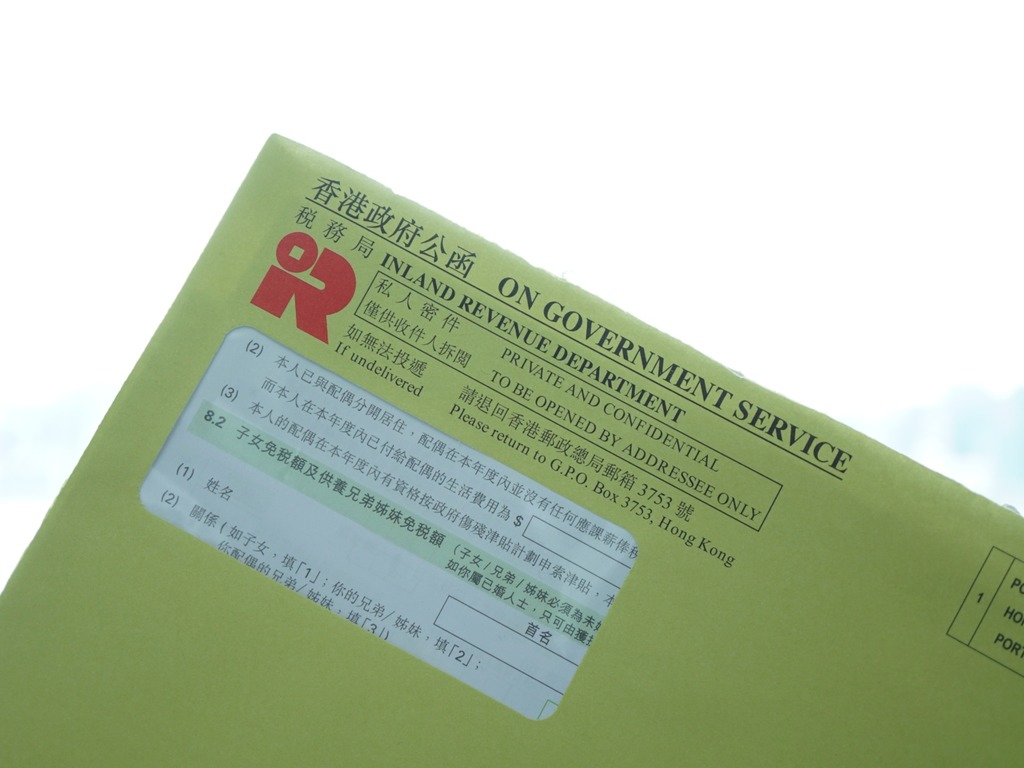 香港政府公函 ON GOVERNMENT SERVICE
税務局 INLAND REVENUE DEPARTMENT
私人密件 PRIVATE AND CONFIDENTIAL
僅供收件人拆閱 TO BE OPENED BY ADDRESSEE ONLY
如無法投遞 請退回香港郵政總局郵箱 3753 號
If undelivered Please return to G.P.O. Box 3753, Hong Kong
(2) 本人已與配偶分開居住，配偶在本年度內並沒有任何應課薪俸
而本人在本年度內已付給配偶的生活費用為 $
(3) 本人的配偶在本年度內有資格按政府傷殘津貼計劃申索津貼，本
8.2 子女免稅額及供養兄弟姊妹免稅額 (子女/兄弟/姊妹必須為未
如你屬已婚人士，只可由獲
首名
(1) 姓名
(2) 關係 (如子女，填「1」；你的兄弟/姊妹，填「2」；
你配偶的兄弟/姊妹，填「3」)
1
PO
HO
PORT